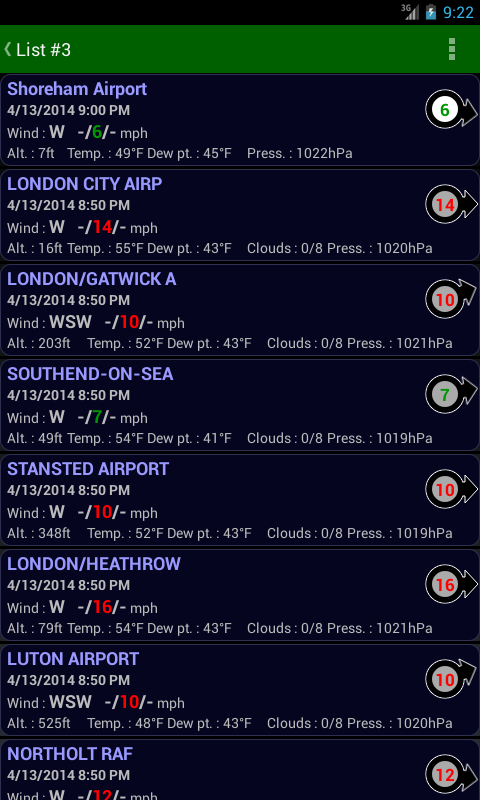 3G 9:22
List #3
Shoreham Airport
4/13/2014 9:00 PM
6
Wind : W -/6/- mph
Alt. : 7ft Temp. : 49°F Dew pt. : 45°F Press. : 1022hPa
LONDON CITY AIRP
4/13/2014 8:50 PM
14
Wind : W -/14/- mph
Alt. : 16ft Temp. : 55°F Dew pt. : 43°F Clouds : 0/8 Press. : 1020hPa
LONDON/GATWICK A
4/13/2014 8:50 PM
10
Wind : WSW -/10/- mph
Alt. : 203ft Temp. : 52°F Dew pt. : 43°F Clouds : 0/8 Press. : 1021hPa
SOUTHEND-ON-SEA
4/13/2014 8:50 PM
7
Wind : W -/7/- mph
Alt. : 49ft Temp. : 54°F Dew pt. : 41°F Clouds : 0/8 Press. : 1019hPa
STANSTED AIRPORT
4/13/2014 8:50 PM
10
Wind : W -/10/- mph
Alt. : 348ft Temp. : 52°F Dew pt. : 43°F Clouds : 0/8 Press. : 1019hPa
LONDON/HEATHROW
4/13/2014 8:50 PM
16
Wind : W -/16/- mph
Alt. : 79ft Temp. : 54°F Dew pt. : 43°F Clouds : 0/8 Press. : 1021hPa
LUTON AIRPORT
4/13/2014 8:50 PM
10
Wind : WSW -/10/- mph
Alt. : 525ft Temp. : 48°F Dew pt. : 43°F Clouds : 0/8 Press. : 1020hPa
NORTHOLT RAF
4/13/2014 8:50 PM
12
Wind : W -/12/- mph